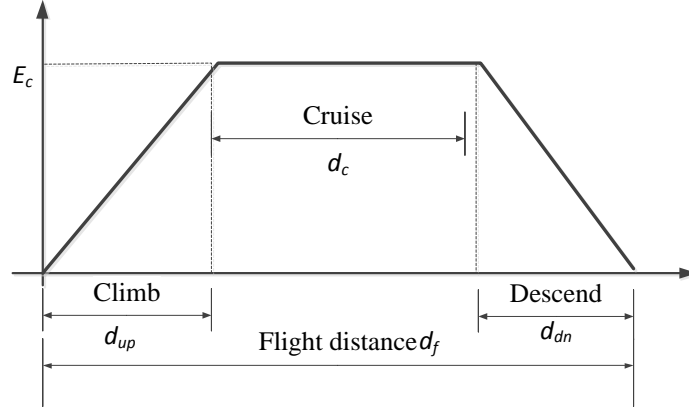 E_c
Cruise
d_c
Climb
Descend
d_up
d_dn
Flight distance d_f